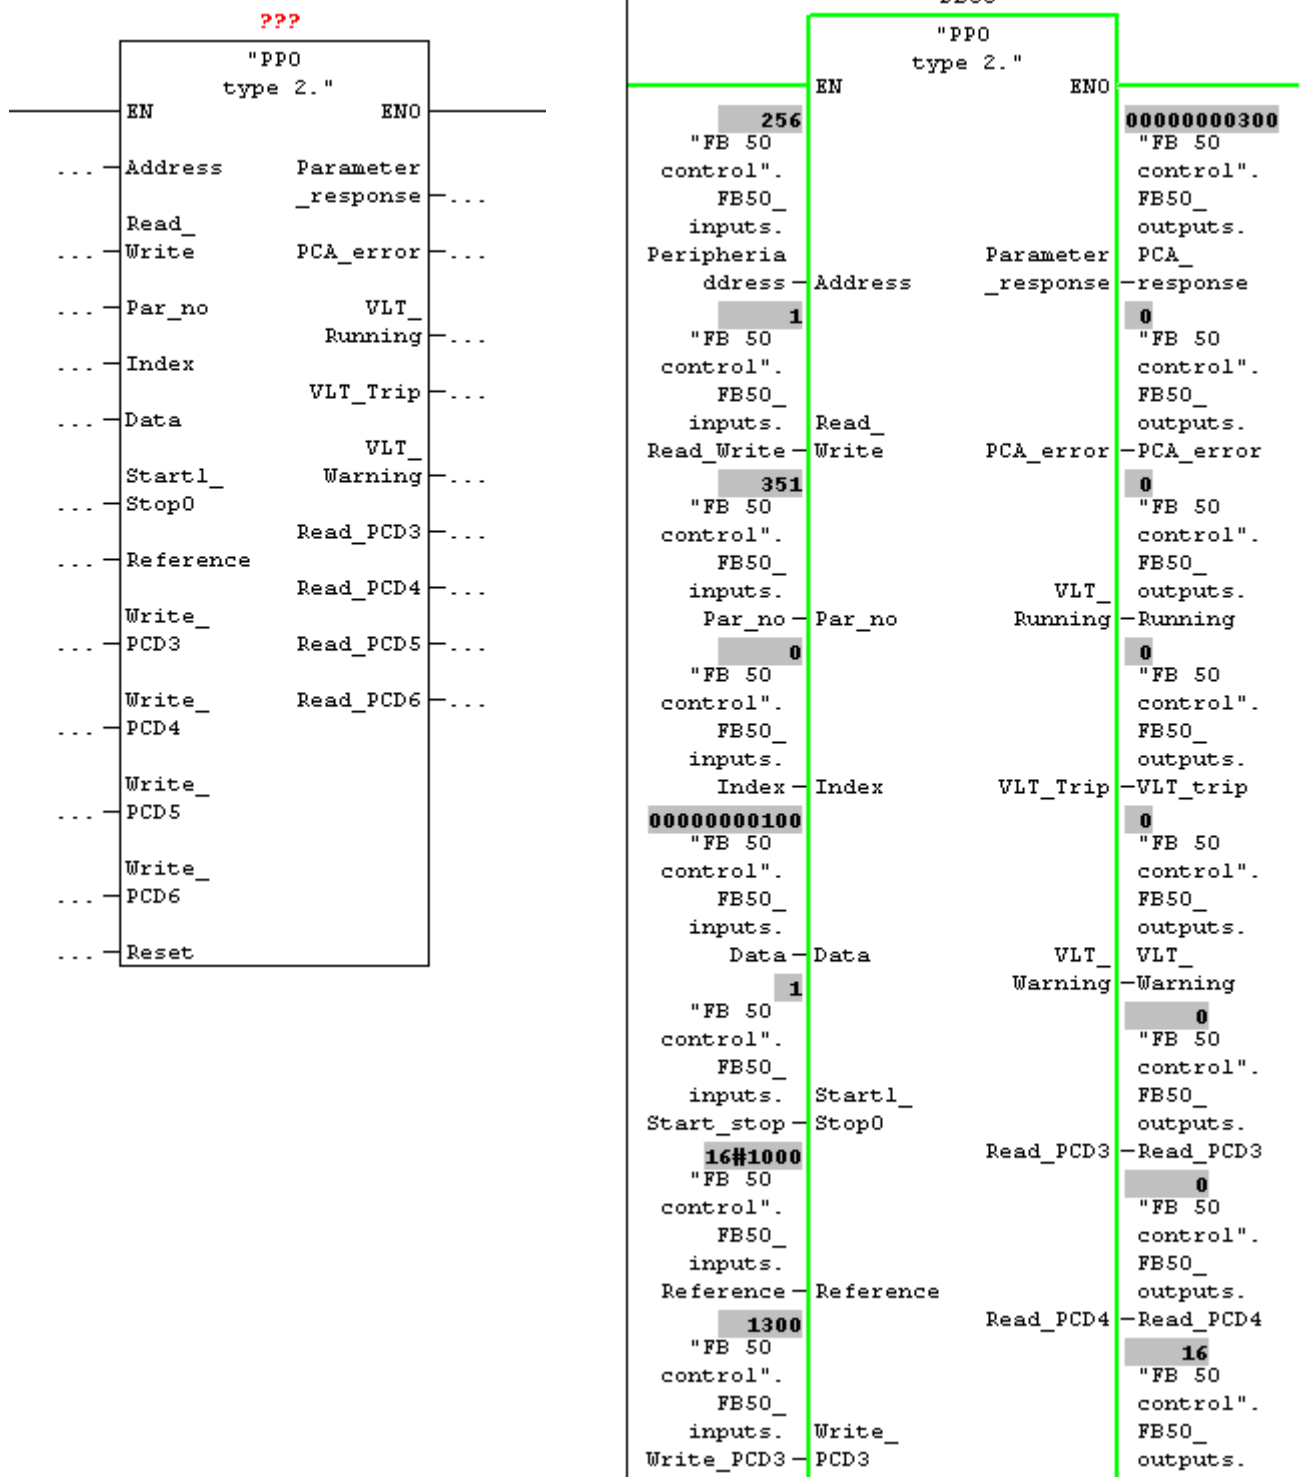 ???
"PPO
type 2."
EN ENO
... Address Parameter
_response ...
Read_
... Write PCA_error ...
... Par_no VLT_
Running ...
... Index
VLT_Trip ...
... Data
VLT_
Start1_ Warning ...
... Stop0
Read_PCD3 ...
... Reference
Read_PCD4 ...
Write_
... PCD3 Read_PCD5 ...
Write_ Read_PCD6 ...
... PCD4
Write_
... PCD5
Write_
... PCD6
... Reset
"PPO
type 2."
EN ENO
256 00000000300
"FB 50 "FB 50
control". control".
FB50_ FB50_
inputs. outputs.
Peripheria Parameter PCA_
ddress Address _response response
1 0
"FB 50 "FB 50
control". control".
FB50_ FB50_
inputs. Read_ outputs.
Read_Write Write PCA_error PCA_error
351 0
"FB 50 "FB 50
control". control".
FB50_ FB50_
inputs. VLT_ outputs.
Par_no Par_no Running Running
0 0
"FB 50 "FB 50
control". control".
FB50_ FB50_
inputs. outputs.
Index Index VLT_Trip VLT_trip
00000000100 0
"FB 50 "FB 50
control". control".
FB50_ FB50_
inputs. outputs.
Data Data VLT_ VLT_
1 Warning Warning
"FB 50 0
control". "FB 50
FB50_ control".
inputs. Start1_ FB50_
Start_stop Stop0 outputs.
16#1000 Read_PCD3 Read_PCD3
"FB 50 0
control". "FB 50
FB50_ control".
inputs. FB50_
Reference Reference outputs.
1300 Read_PCD4 Read_PCD4
"FB 50 16
control". "FB 50
FB50_ control".
inputs. Write_ FB50_
Write_PCD3 PCD3 outputs.